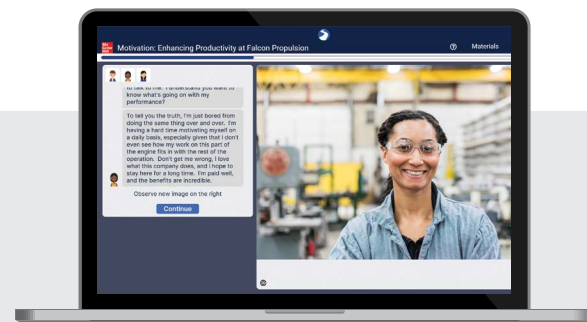 Mc
Graw
Hill
Motivation: Enhancing Productivity at Falcon Propulsion
Materials
to talk to me. I understand you want to
know what's going on with my
performance?
To tell you the truth, I'm just bored from
doing the same thing over and over. I'm
having a hard time motivating myself on
a daily basis, especially given that I don't
even see how my work on this part of
the engine fits in with the rest of the
operation. Don't get me wrong, I love
what this company does, and I hope to
stay here for a long time. I'm paid well,
and the benefits are incredible.
Observe new image on the right
Continue
©